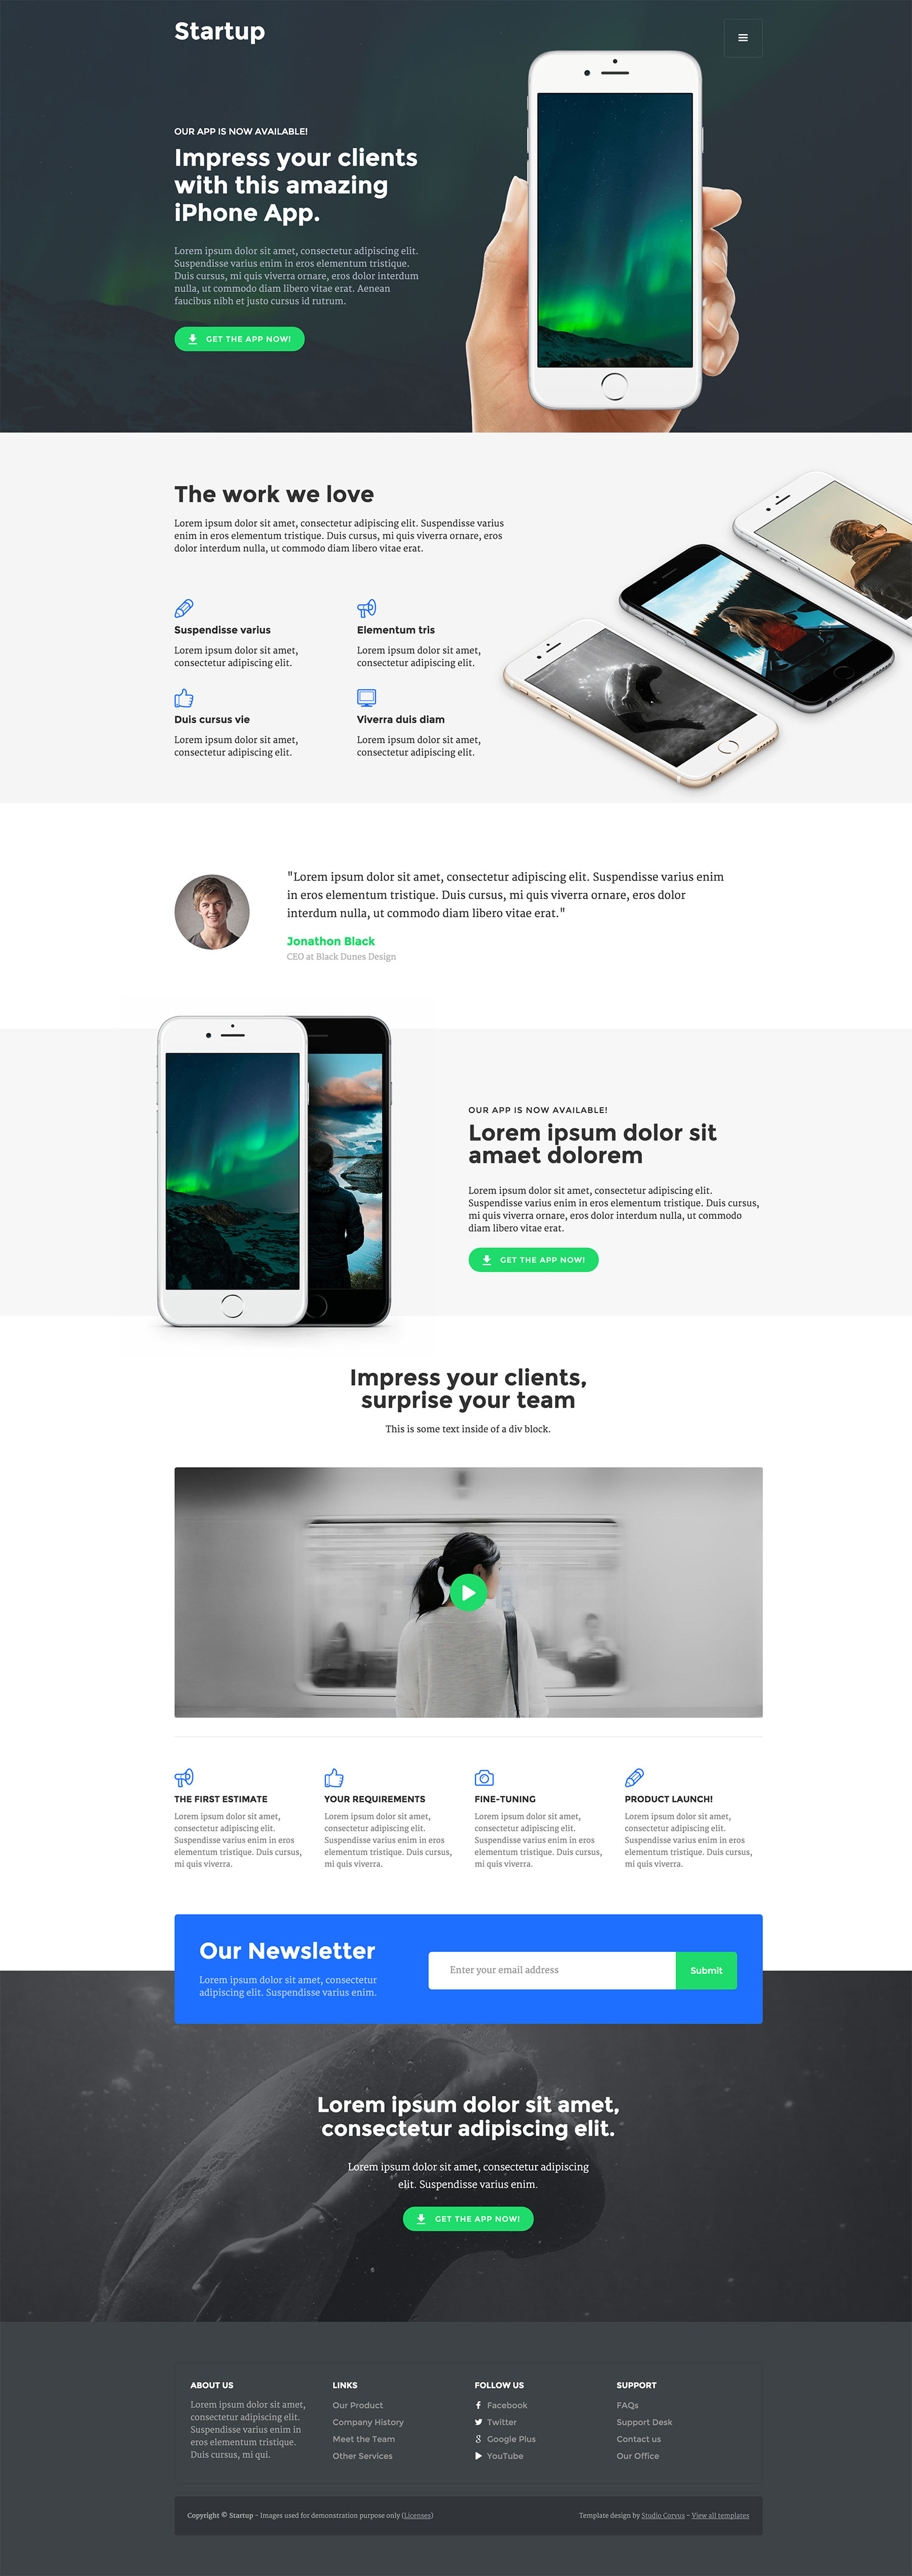 Startup
OUR APP IS NOW AVAILABLE!
Impress your clients
with this amazing
iPhone App.
Lorem ipsum dolor sit amet, consectetur adipiscing elit.
Suspendisse varius enim in eros elementum tristique.
Duis cursus, mi quis viverra ornare, eros dolor interdum
nulla, ut commodo diam libero vitae erat. Aenean
faucibus nibh et justo cursus id rutrum.
GET THE APP NOW!
The work we love
Lorem ipsum dolor sit amet, consectetur adipiscing elit. Suspendisse varius
enim in eros elementum tristique. Duis cursus, mi quis viverra ornare, eros
dolor interdum nulla, ut commodo diam libero vitae erat.
Suspendisse varius
Lorem ipsum dolor sit amet,
consectetur adipiscing elit.
Elementum tris
Lorem ipsum dolor sit amet,
consectetur adipiscing elit.
Duis cursus vie
Lorem ipsum dolor sit amet,
consectetur adipiscing elit.
Viverra duis diam
Lorem ipsum dolor sit amet,
consectetur adipiscing elit.
"Lorem ipsum dolor sit amet, consectetur adipiscing elit. Suspendisse varius enim
in eros elementum tristique. Duis cursus, mi quis viverra ornare, eros dolor
interdum nulla, ut commodo diam libero vitae erat."
Jonathon Black
CEO at Black Dunes Design
OUR APP IS NOW AVAILABLE!
Lorem ipsum dolor sit
amaet dolorem
Lorem ipsum dolor sit amet, consectetur adipiscing elit.
Suspendisse varius enim in eros elementum tristique. Duis cursus,
mi quis viverra ornare, eros dolor interdum nulla, ut commodo
diam libero vitae erat.
GET THE APP NOW!
Impress your clients,
surprise your team
This is some text inside of a div block.
THE FIRST ESTIMATE
Lorem ipsum dolor sit amet,
consectetur adipiscing elit.
Suspendisse varius enim in eros
elementum tristique. Duis cursus,
mi quis viverra.
YOUR REQUIREMENTS
Lorem ipsum dolor sit amet,
consectetur adipiscing elit.
Suspendisse varius enim in eros
elementum tristique. Duis cursus,
mi quis viverra.
FINE-TUNING
Lorem ipsum dolor sit amet,
consectetur adipiscing elit.
Suspendisse varius enim in eros
elementum tristique. Duis cursus,
mi quis viverra.
PRODUCT LAUNCH!
Lorem ipsum dolor sit amet,
consectetur adipiscing elit.
Suspendisse varius enim in eros
elementum tristique. Duis cursus,
mi quis viverra.
Our Newsletter
Lorem ipsum dolor sit amet, consectetur
adipiscing elit. Suspendisse varius enim.
Enter your email address
Submit
Lorem ipsum dolor sit amet,
consectetur adipiscing elit.
Lorem ipsum dolor sit amet, consectetur adipiscing
elit. Suspendisse varius enim.
GET THE APP NOW!
ABOUT US
Lorem ipsum dolor sit amet,
consectetur adipiscing elit.
Suspendisse varius enim in
eros elementum tristique.
Duis cursus, mi qui.
LINKS
Our Product
Company History
Meet the Team
Other Services
FOLLOW US
Facebook
Twitter
Google Plus
YouTube
SUPPORT
FAQs
Support Desk
Contact us
Our Office
Copyright © Startup - Images used for demonstration purpose only (Licenses)
Template design by Studio Corvus - View all templates